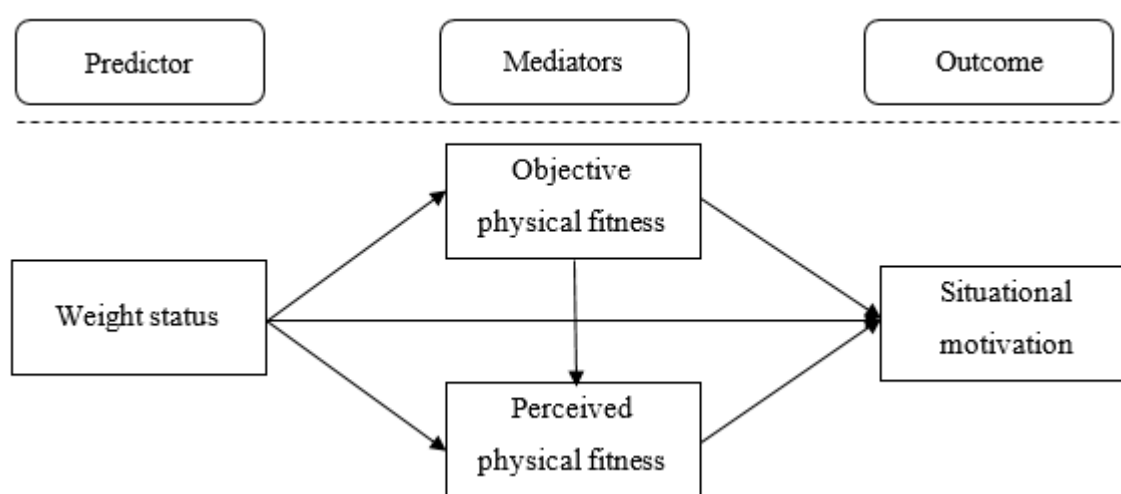 Predictor
Mediators
Outcome
Objective
physical fitness
Weight status
Situational
motivation
Perceived
physical fitness